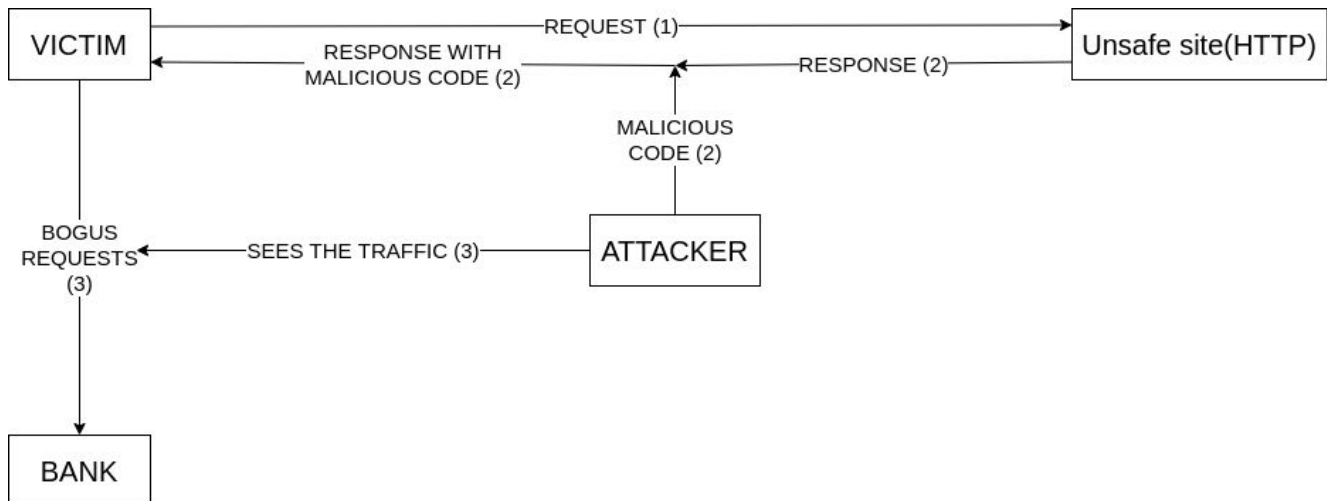 REQUEST (1)
VICTIM
Unsafe site(HTTP)
RESPONSE WITH
MALICIOUS CODE (2)
RESPONSE (2)
MALICIOUS
CODE (2)
BOGUS
REQUESTS
(3)
SEES THE TRAFFIC (3)
ATTACKER
BANK